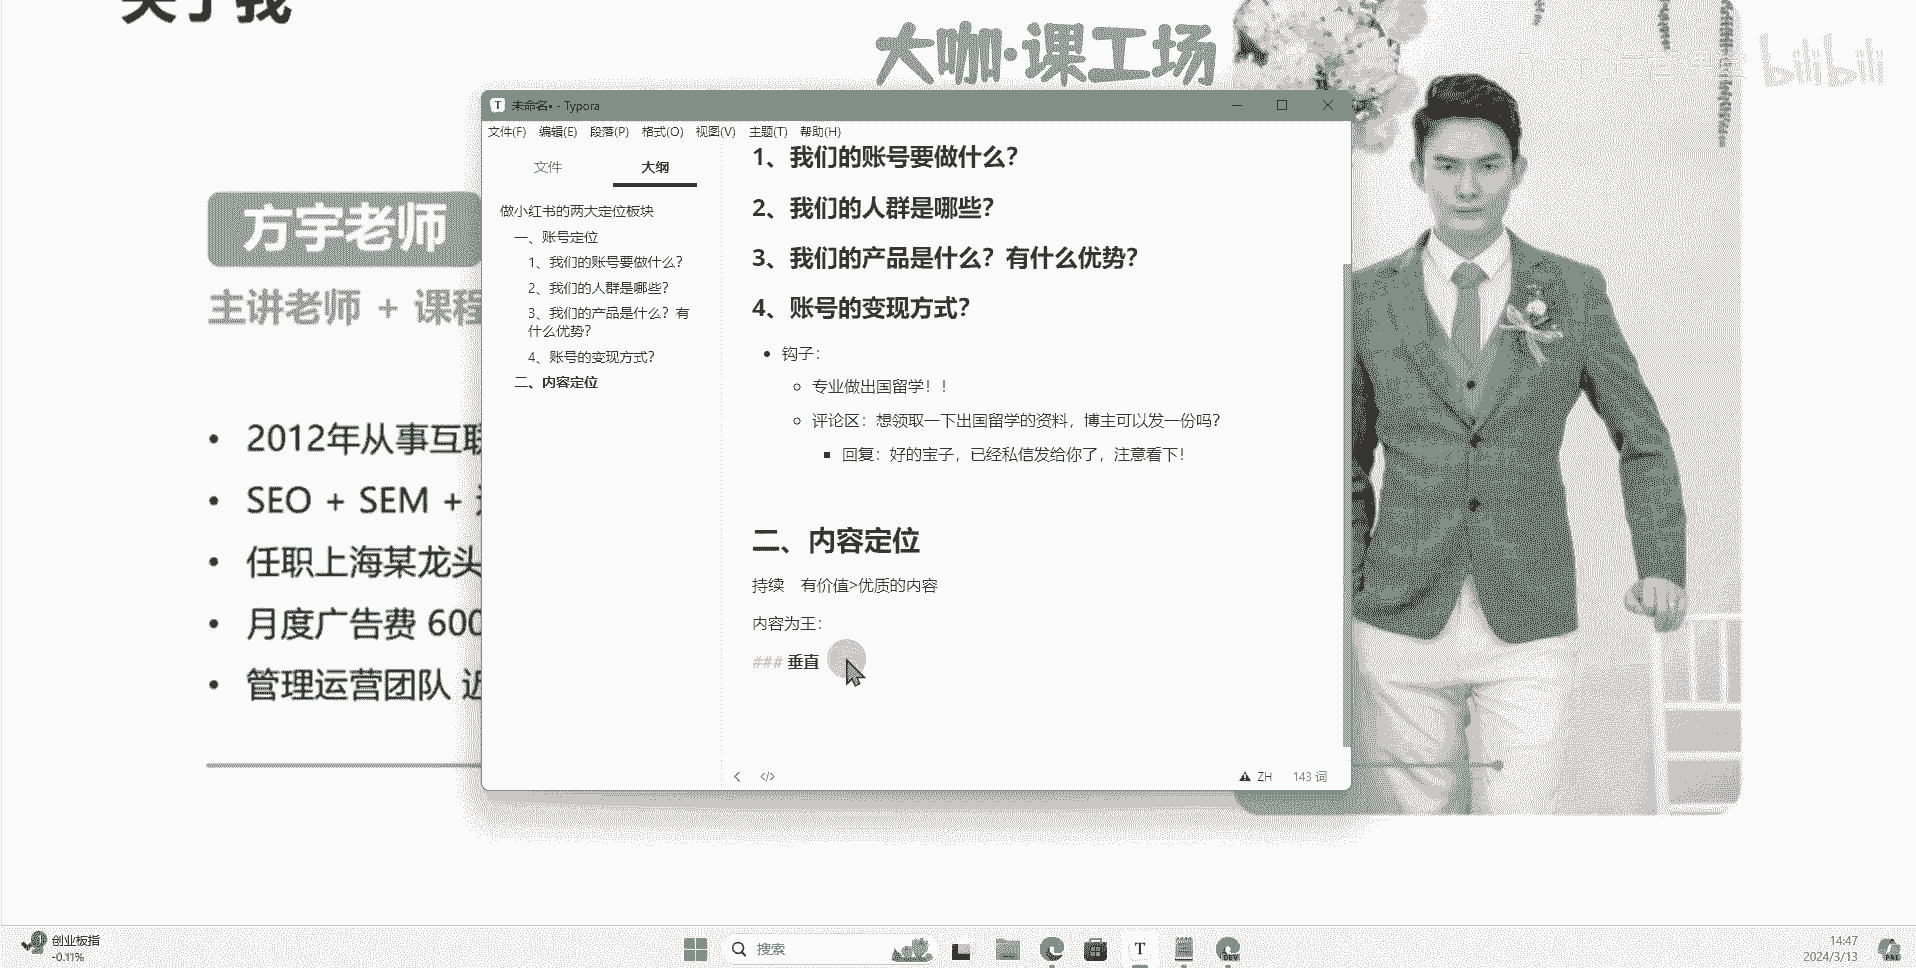 大咖·课工场
bilibili
方宇老师
主讲老师 + 课程
2012年从事互联
SEO + SEM +
任职上海某龙头
月度广告费 600
管理运营团队 近
未命名• - Typora
文件(F) 编辑(E) 段落(P) 格式(O) 视图(V) 主题(T) 帮助(H)
文件 大纲
做小红书的两大定位板块
一、账号定位
1、我们的账号要做什么？
2、我们的人群是哪些？
3、我们的产品是什么？有
什么优势？
4、账号的变现方式？
二、内容定位
1、我们的账号要做什么？
2、我们的人群是哪些？
3、我们的产品是什么？有什么优势？
4、账号的变现方式？
钩子：
专业做出国留学！！
评论区：想领取一下出国留学的资料，博主可以发一份吗？
回复：好的宝子，已经私信发给你了，注意看下！
二、内容定位
持续 有价值>优质的内容
内容为王：
### 垂直
ZH 143 词
创业板指
-0.11%
搜索
14:47
2024/3/13